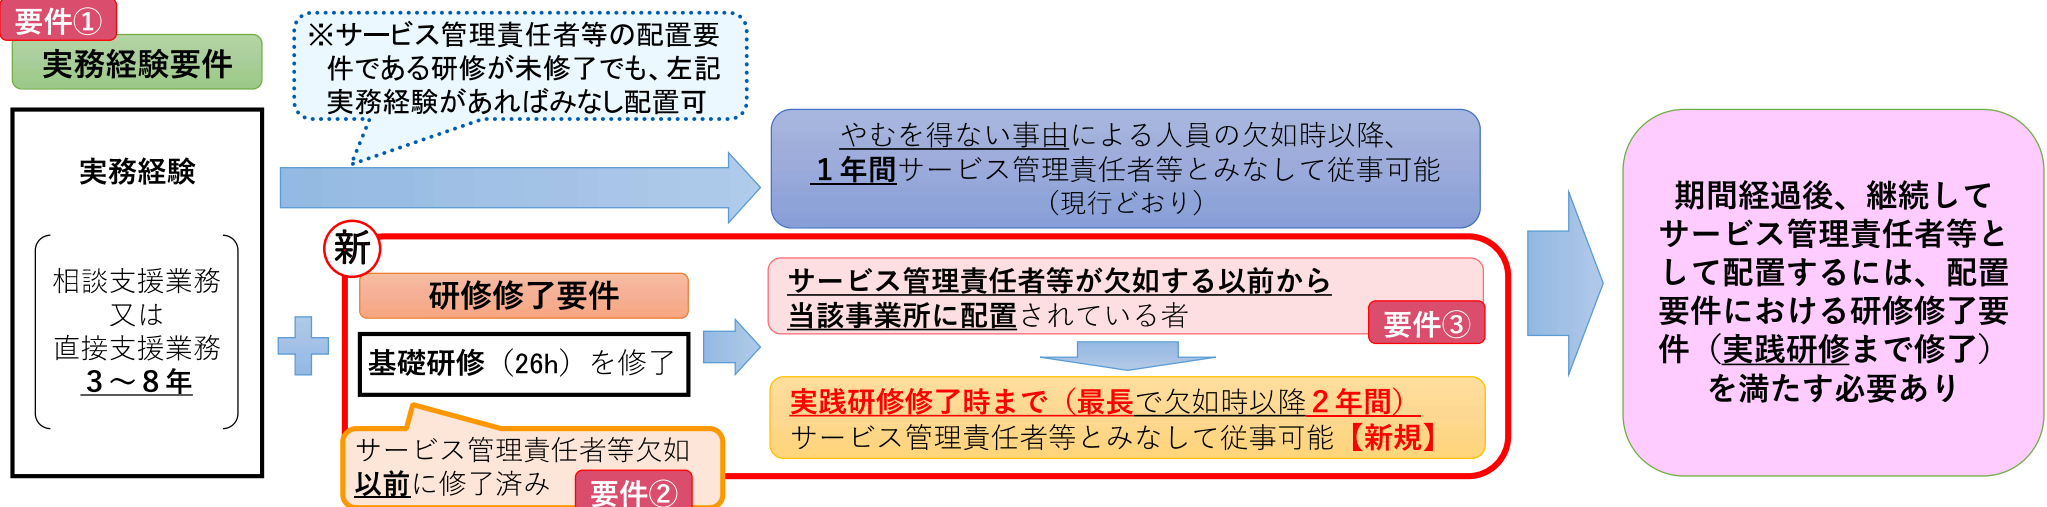 要件①
実務経験要件
実務経験
相談支援業務
又は
直接支援業務
３～８年
※サービス管理責任者等の配置要
件である研修が未修了でも、左記
実務経験があればみなし配置可
やむを得ない事由による人員の欠如時以降、
１年間サービス管理責任者等とみなして従事可能
（現行どおり）
新
研修修了要件
基礎研修（26h）を修了
サービス管理責任者等欠如
以前に修了済み
要件②
サービス管理責任者等が欠如する以前から
当該事業所に配置されている者
要件③
実践研修修了時まで（最長で欠如時以降２年間）
サービス管理責任者等とみなして従事可能【新規】
期間経過後、継続して
サービス管理責任者等と
して配置するには、配置
要件における研修修了要
件（実践研修まで修了）
を満たす必要あり